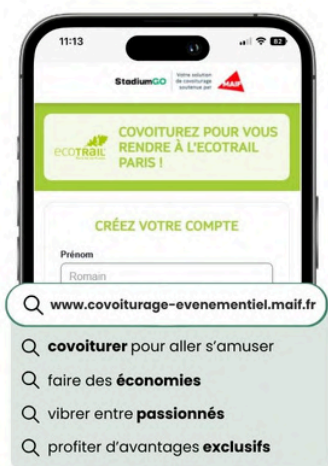 11:13
82
StadiumGO
Votre solution
de covoiturage
soutenue par
MAIF
ecoTRAIL
COVOITUREZ POUR VOUS
RENDRE À L'ECOTRAIL
PARIS !
CRÉEZ VOTRE COMPTE
Prénom
Romain
www.covoiturage-evenementiel.maif.fr
covoiturer pour aller s'amuser
faire des économies
vibrer entre passionnés
profiter d'avantages exclusifs